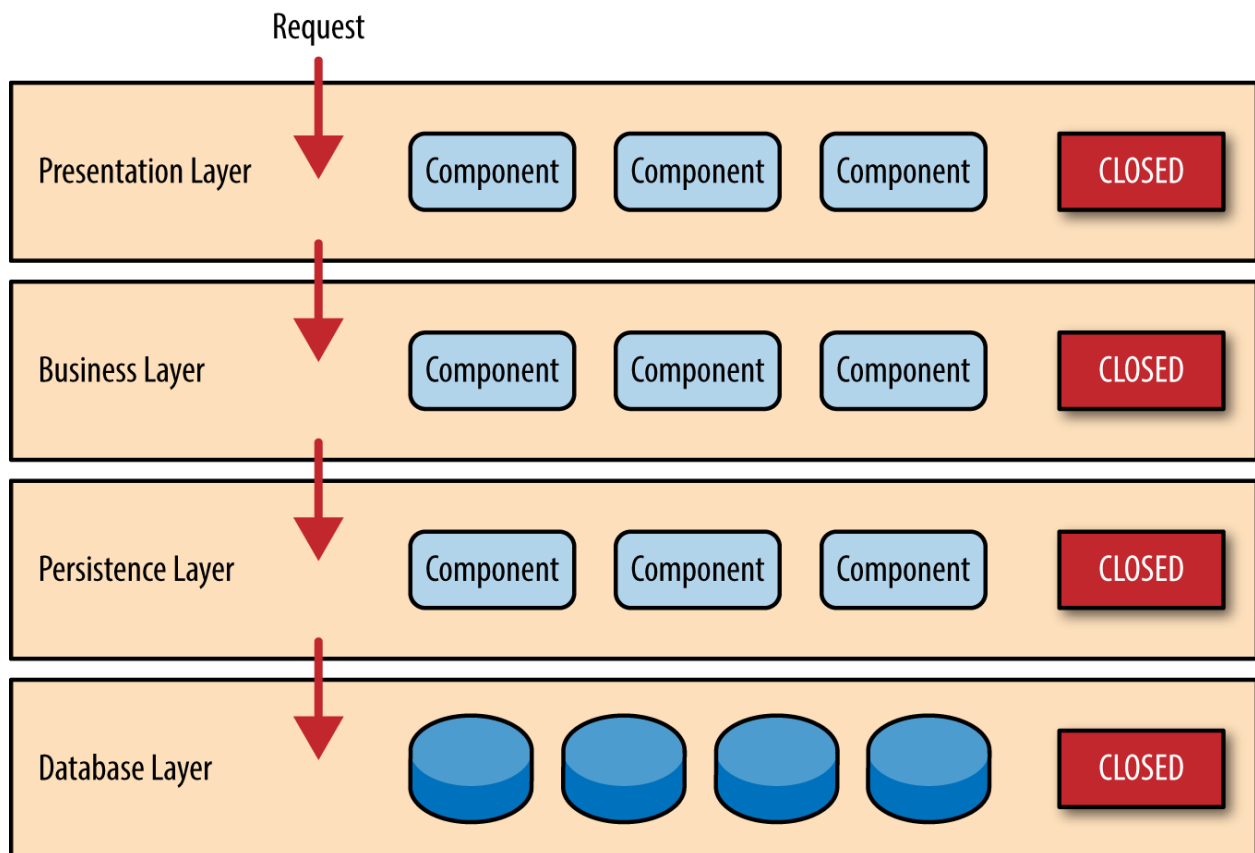 Request
Presentation Layer Component Component Component CLOSED
Business Layer Component Component Component CLOSED
Persistence Layer Component Component Component CLOSED
Database Layer CLOSED